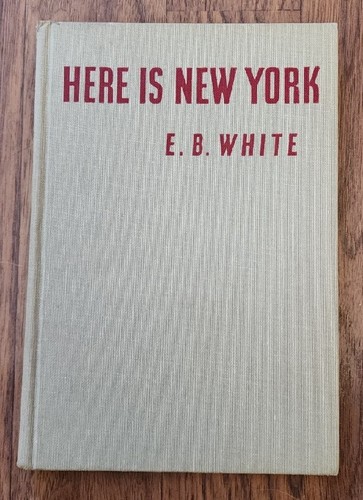 HERE IS NEW YORK
E. B. WHITE